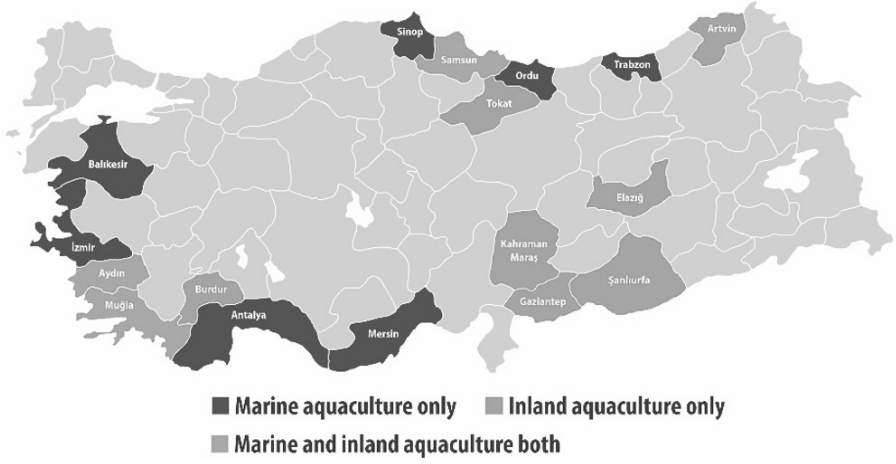 Sinop
Artvin
Samsun
Trabzon
Ordu
Tokat
Balıkesir
Elazığ
İzmir
Kahraman
Maraş
Aydın
Şanlıurfa
Burdur
Gaziantep
Muğla
Antalya
Mersin
Marine aquaculture only
Inland aquaculture only
Marine and inland aquaculture both